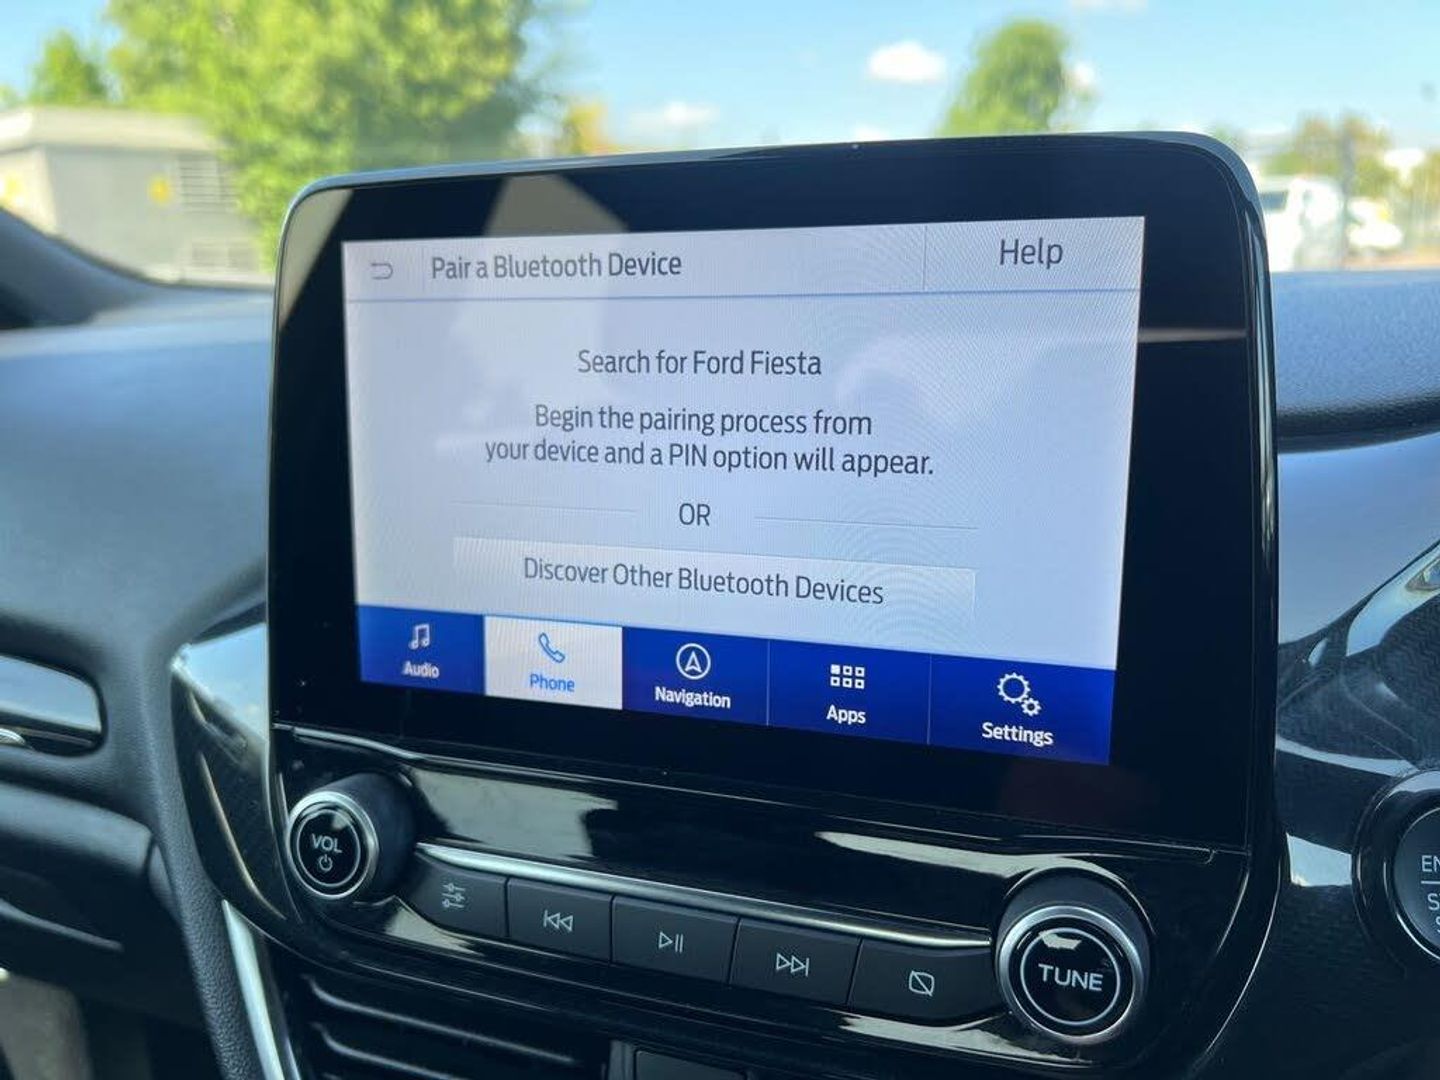 Pair a Bluetooth Device
Help
Search for Ford Fiesta
Begin the pairing process from
your device and a PIN option will appear.
OR
Discover Other Bluetooth Devices
Audio
Phone
Navigation
Apps
Settings
VOL
TUNE
EN
S
S